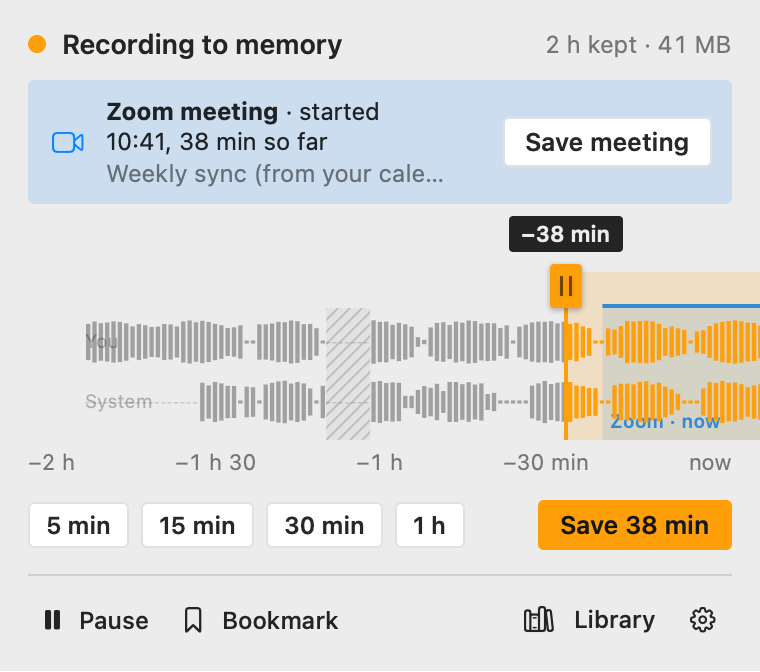 Recording to memory
2 h kept · 41 MB
Zoom meeting · started
10:41, 38 min so far
Weekly sync (from your cale…
Save meeting
−38 min
You
System
Zoom · now
−2 h
−1 h 30
−1 h
−30 min
now
5 min
15 min
30 min
1 h
Save 38 min
Pause
Bookmark
Library